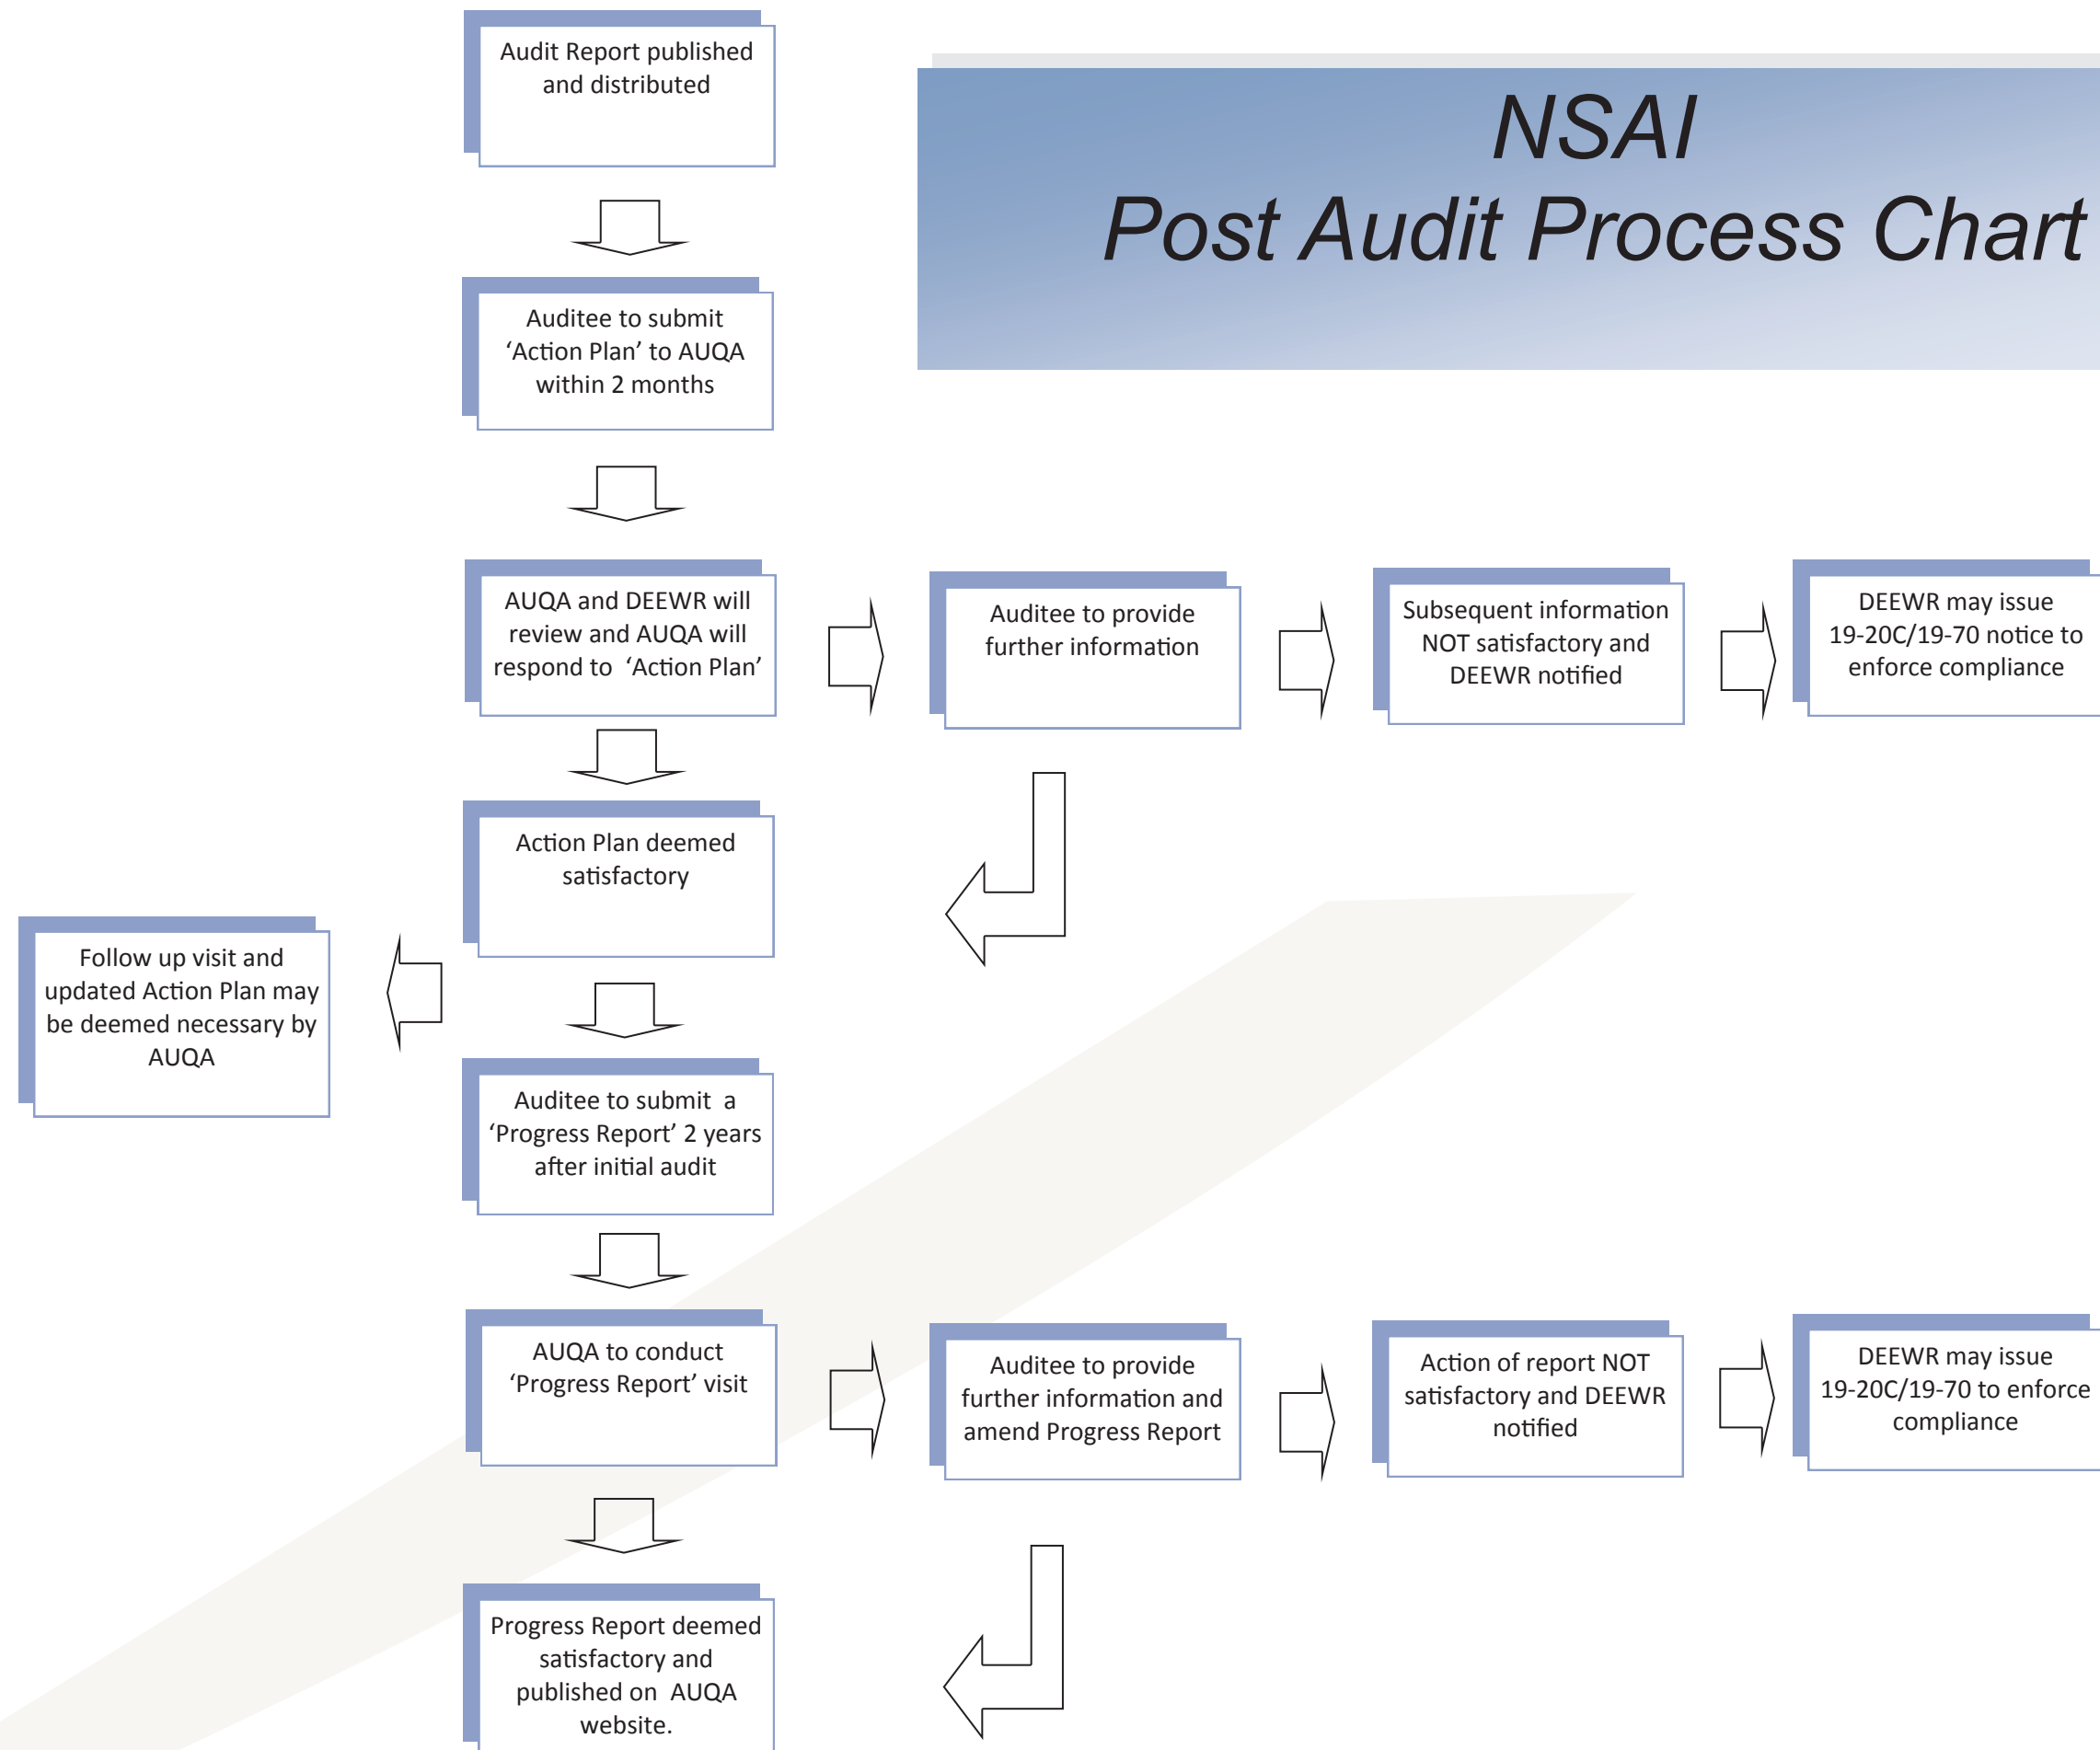 Audit Report published
and distributed
NSAI
Post Audit Process Chart
Auditee to submit
‘Action Plan’ to AUQA
within 2 months
AUQA and DEEWR will
review and AUQA will
respond to ‘Action Plan’
Auditee to provide
further information
Subsequent information
NOT satisfactory and
DEEWR notified
DEEWR may issue
19-20C/19-70 notice to
enforce compliance
Action Plan deemed
satisfactory
Follow up visit and
updated Action Plan may
be deemed necessary by
AUQA
Auditee to submit a
‘Progress Report’ 2 years
after initial audit
AUQA to conduct
‘Progress Report’ visit
Auditee to provide
further information and
amend Progress Report
Action of report NOT
satisfactory and DEEWR
notified
DEEWR may issue
19-20C/19-70 to enforce
compliance
Progress Report deemed
satisfactory and
published on AUQA
website.